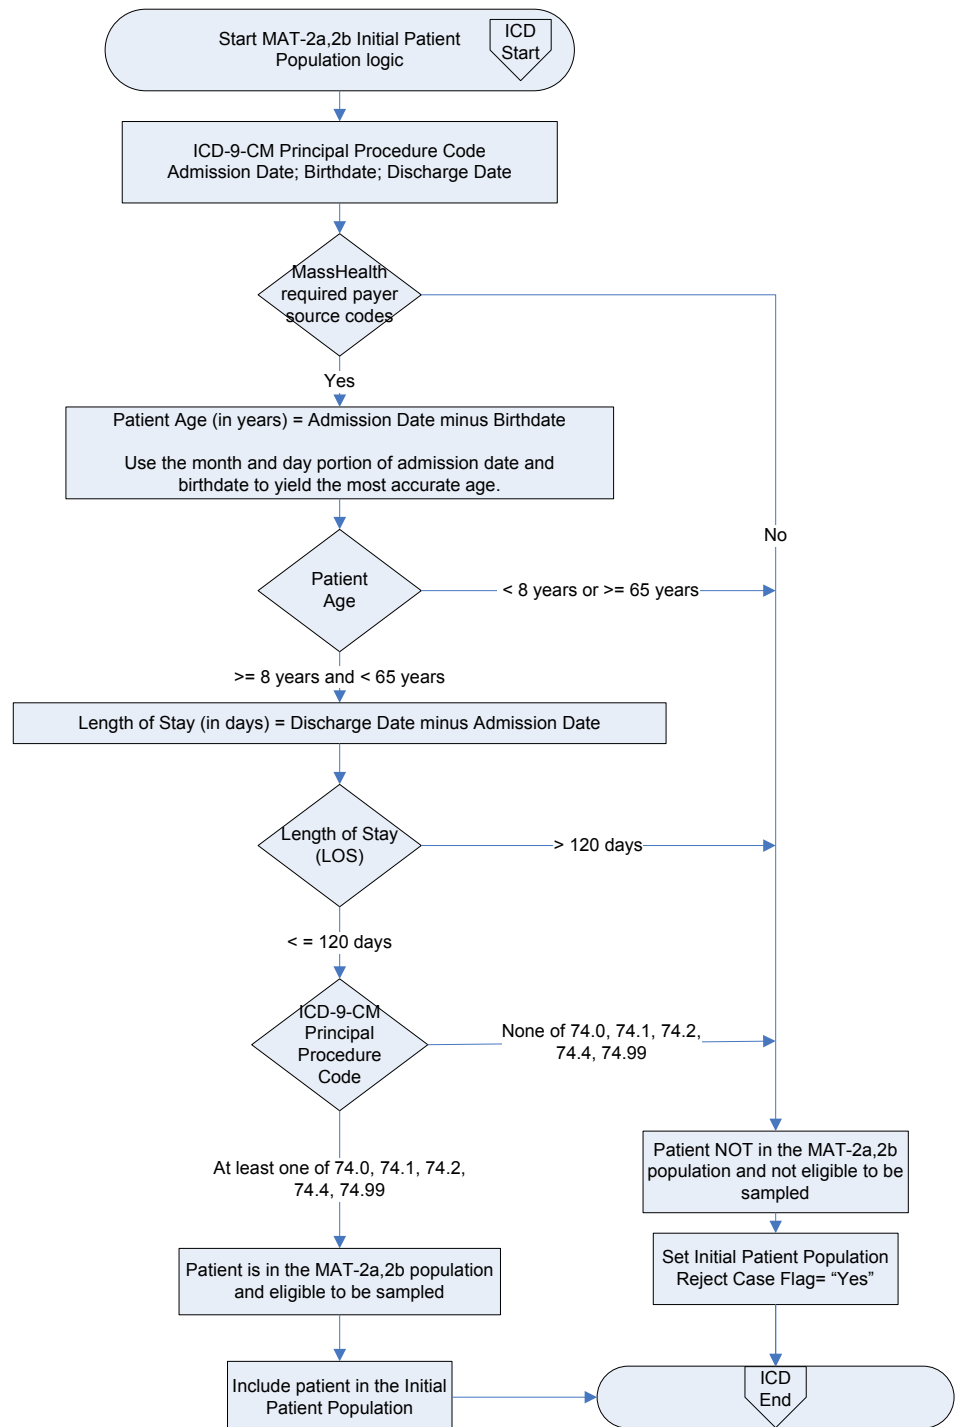 Start MAT-2a,2b Initial Patient
Population logic
ICD
Start
ICD-9-CM Principal Procedure Code
Admission Date; Birthdate; Discharge Date
MassHealth
required payer
source codes
Yes
Patient Age (in years) = Admission Date minus Birthdate
Use the month and day portion of admission date and
birthdate to yield the most accurate age.
No
Patient
Age
< 8 years or >= 65 years
>= 8 years and < 65 years
Length of Stay (in days) = Discharge Date minus Admission Date
Length of Stay
(LOS)
> 120 days
< = 120 days
ICD-9-CM
Principal
Procedure
Code
None of 74.0, 74.1, 74.2,
74.4, 74.99
At least one of 74.0, 74.1, 74.2,
74.4, 74.99
Patient NOT in the MAT-2a,2b
population and not eligible to be
sampled
Patient is in the MAT-2a,2b population
and eligible to be sampled
Set Initial Patient Population
Reject Case Flag= “Yes”
Include patient in the Initial
Patient Population
ICD
End